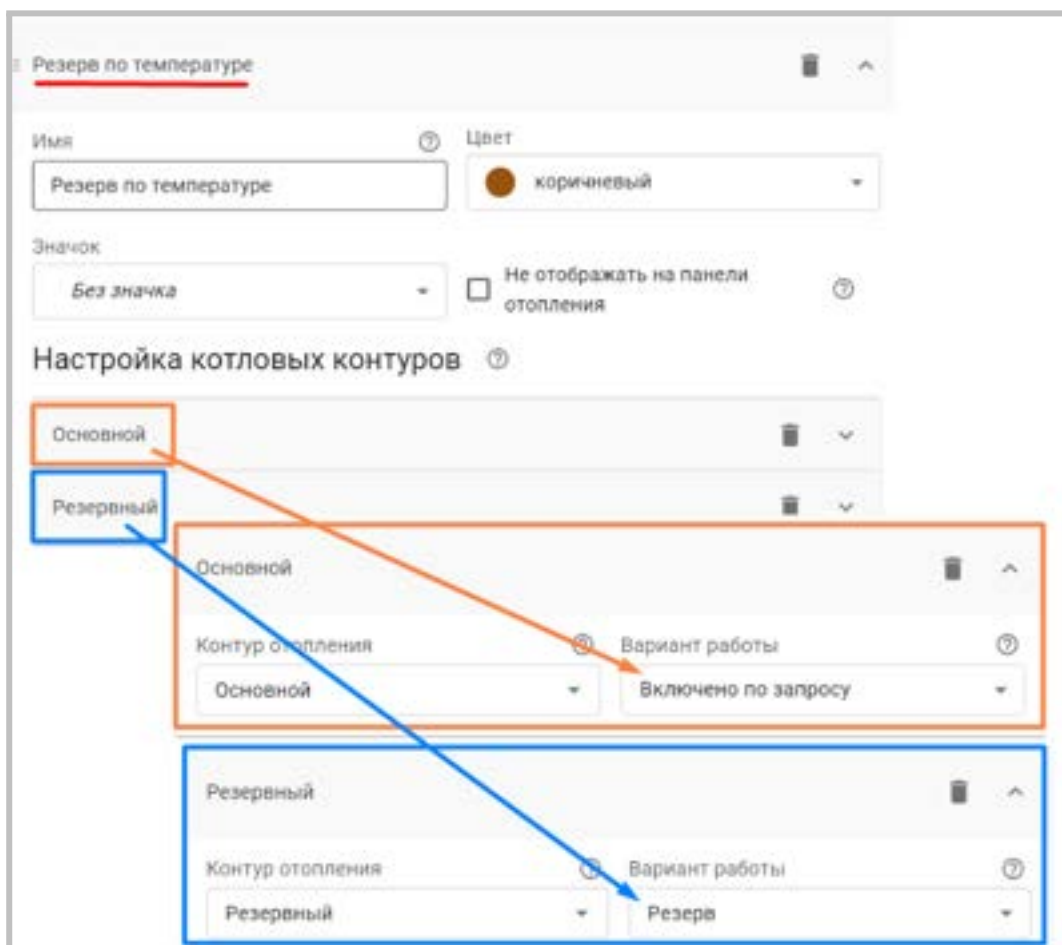 Резерв по температуре
Имя
Цвет
Резерв по температуре
коричневый
Значок
Без значка
Не отображать на панели
отопления
Настройка котловых контуров
Основной
Резервный
Основной
Контур отопления
Вариант работы
Основной
Включено по запросу
Резервный
Контур отопления
Вариант работы
Резервный
Резерв